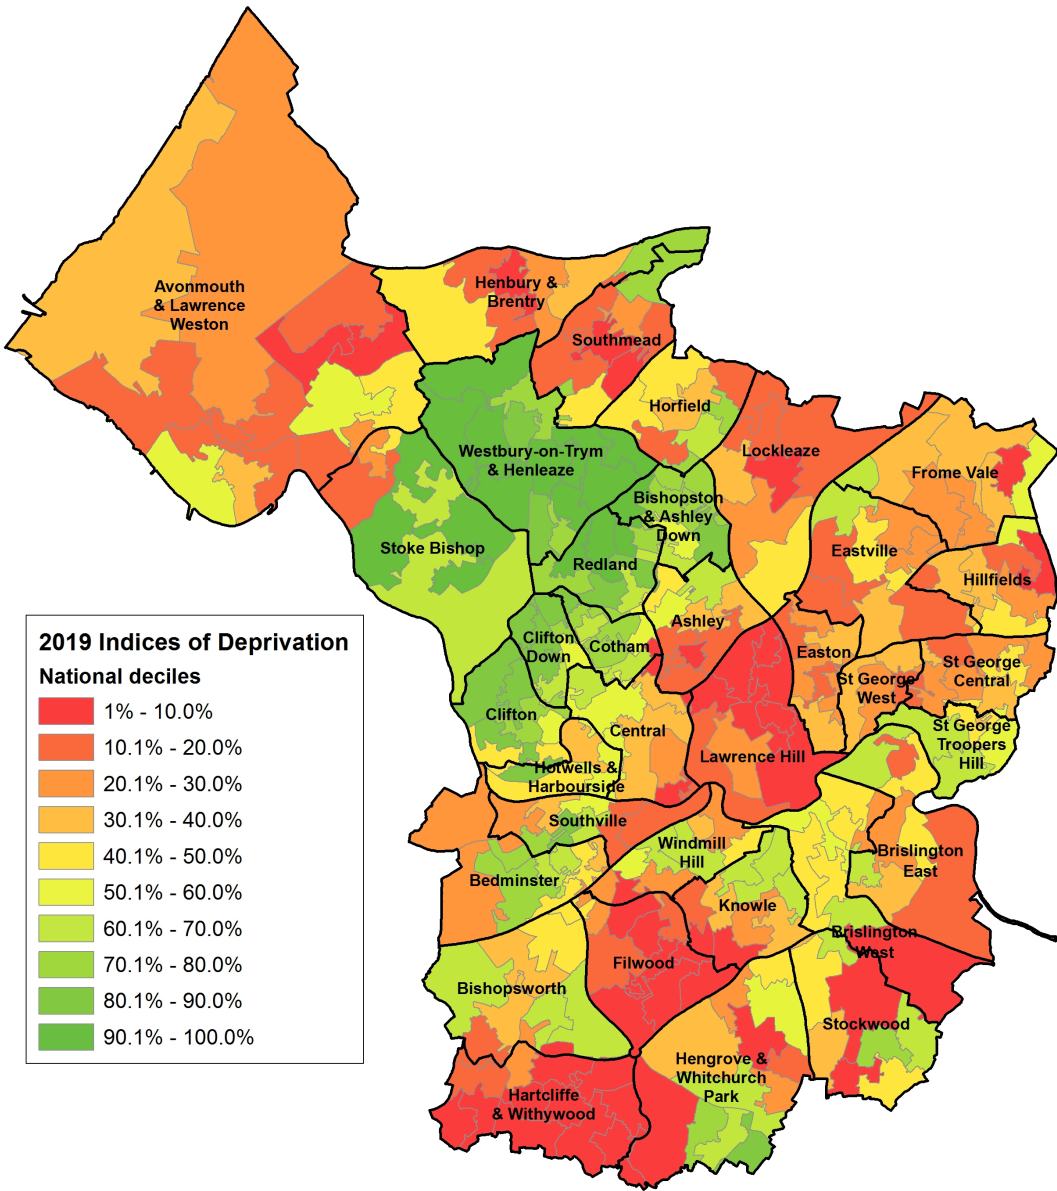 Avonmouth
& Lawrence
Weston
Henbury &
Brentry
Southmead
Horfield
Lockleaze
Frome Vale
Westbury-on-Trym
& Henleaze
Bishopston
& Ashley
Down
Stoke Bishop
Redland
Eastville
Hillfields
Ashley
Clifton
Down
Cotham
Easton
St George
West
St George
Central
Clifton
Central
St George
Troopers
Hill
Lawrence Hill
Hotwells &
Harbourside
Southville
Windmill
Hill
Bedminster
Knowle
Brislington
East
Brislington
West
Filwood
Bishopsworth
Stockwood
Hengrove &
Whitchurch
Park
Hartcliffe
& Withywood
2019 Indices of Deprivation
National deciles
1% - 10.0%
10.1% - 20.0%
20.1% - 30.0%
30.1% - 40.0%
40.1% - 50.0%
50.1% - 60.0%
60.1% - 70.0%
70.1% - 80.0%
80.1% - 90.0%
90.1% - 100.0%